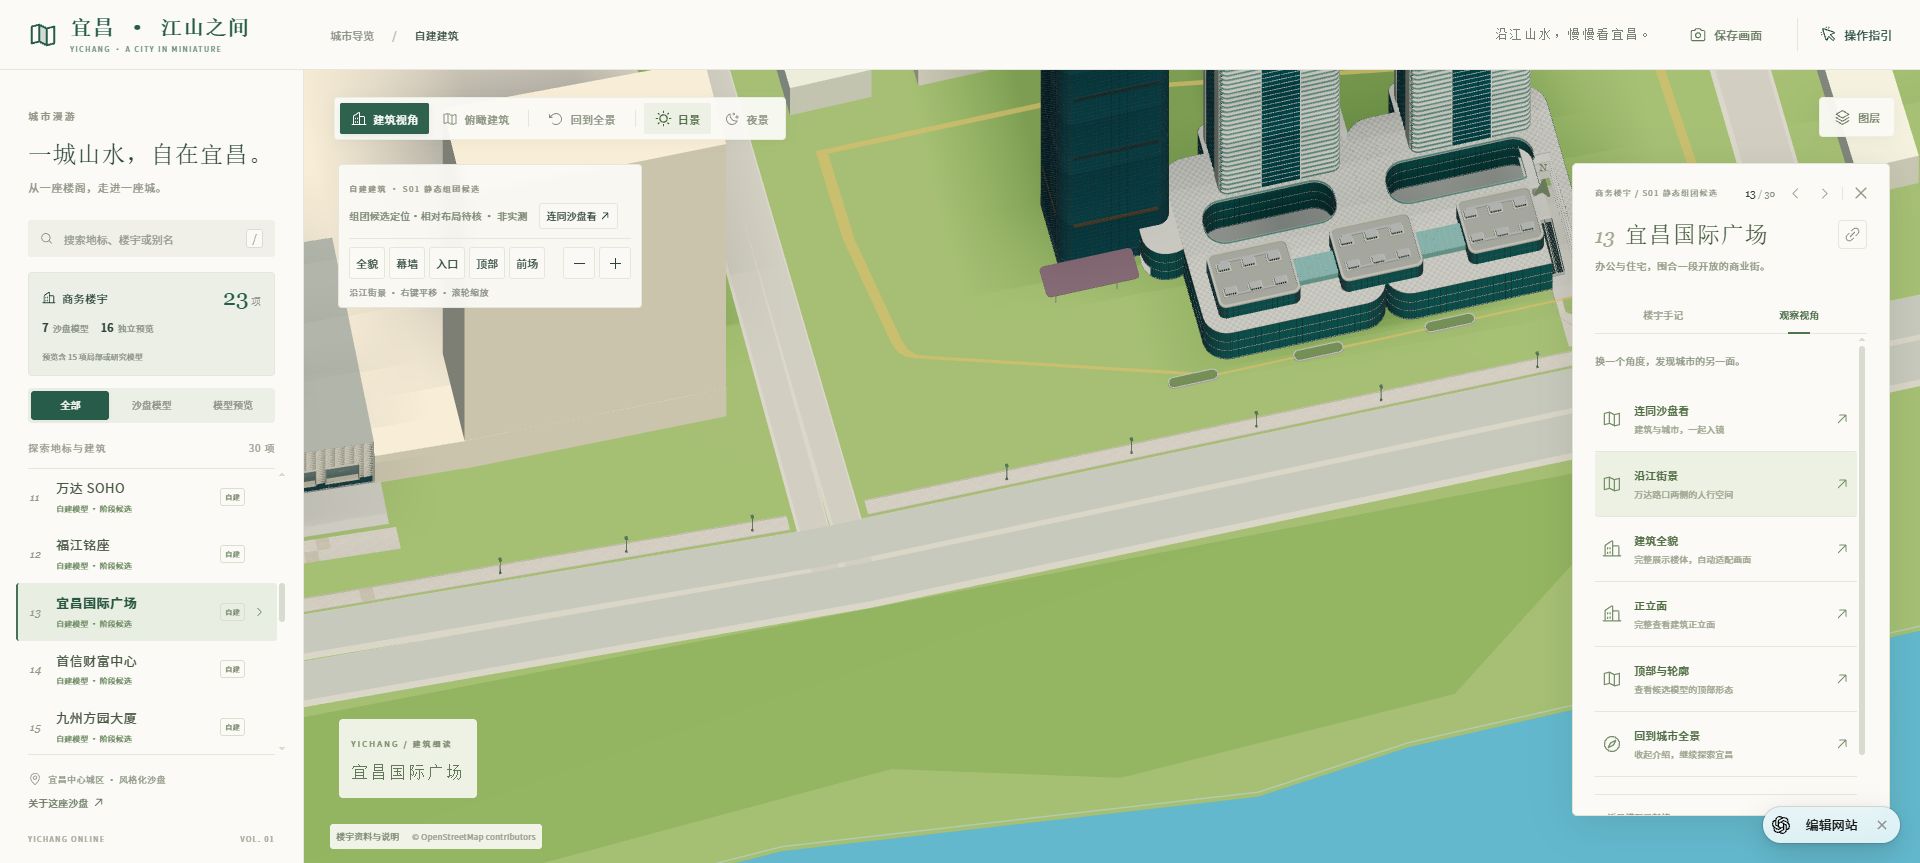 宜昌 • 江山之间
YICHANG • A CITY IN MINIATURE
城市导览 / 自建建筑
沿江山水，慢慢看宜昌。
保存画面
操作指引
城市漫游
一城山水，自在宜昌。
从一座楼阁，走进一座城。
搜索地标、楼宇或别名 /
商务楼宇 23 项
7 沙盘模型 16 独立预览
预览含 15 项局部或研究模型
全部 沙盘模型 模型预览
探索地标与建筑 30 项
11 万达 SOHO 自建
自建模型 • 阶段候选
12 福江铭座 自建
自建模型 • 阶段候选
13 宜昌国际广场 自建
自建模型 • 阶段候选
14 首信财富中心 自建
自建模型 • 阶段候选
15 九州方园大厦 自建
自建模型 • 阶段候选
宜昌中心城区 • 风格化沙盘
关于这座沙盘
YICHANG ONLINE VOL. 01
建筑视角 俯瞰建筑 回到全景 日景 夜景
自建建筑 • S01 静态组团候选
组团候选定位 • 相对布局待核 • 非实测 连同沙盘看
全貌 幕墙 入口 顶部 前场
沿江街景 • 右键平移 • 滚轮缩放
图层
N
YICHANG / 建筑细读
宜昌国际广场
楼宇资料与说明 © OpenStreetMap contributors
商务楼宇 / S01 静态组团候选 13 / 30
13 宜昌国际广场
办公与住宅，围合一段开放的商业街。
楼宇手记 观察视角
换一个角度，发现城市的另一面。
连同沙盘看
建筑与城市，一起入镜
沿江街景
万达路口两侧的人行空间
建筑全貌
完整展示楼体，自动适配画面
正立面
完整查看建筑正立面
顶部与轮廓
查看候选模型的顶部形态
回到城市全景
收起介绍，继续探索宜昌
编辑网站